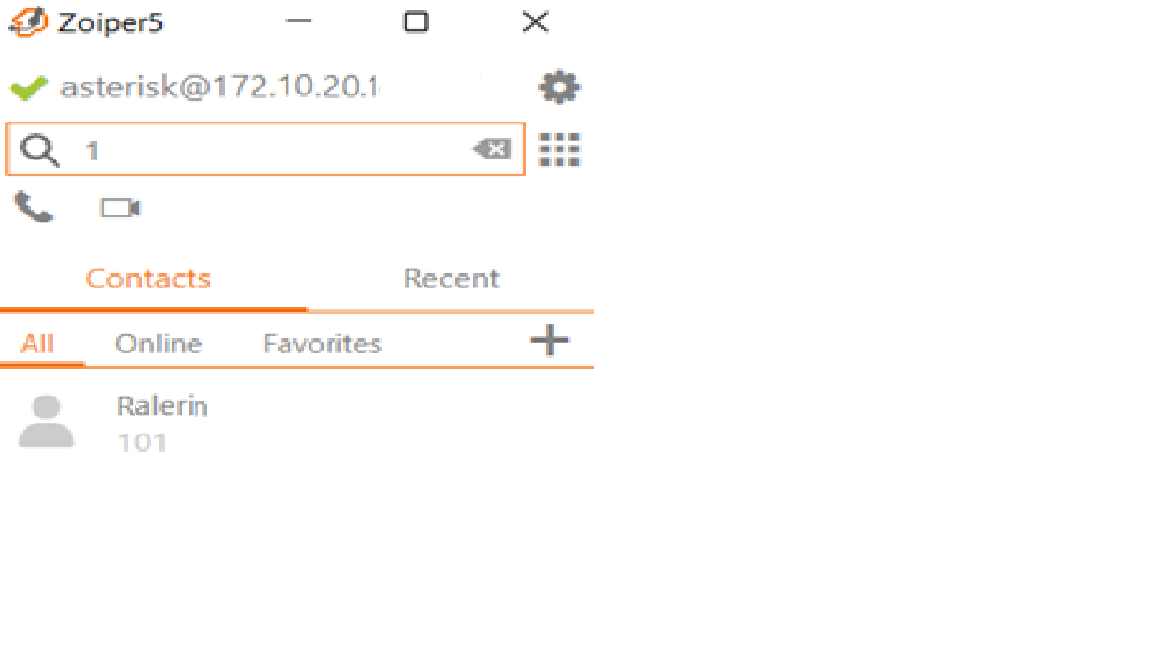 Zoiper5
asterisk@172.10.20.1
1
Contacts Recent
All Online Favorites
Ralerin
101